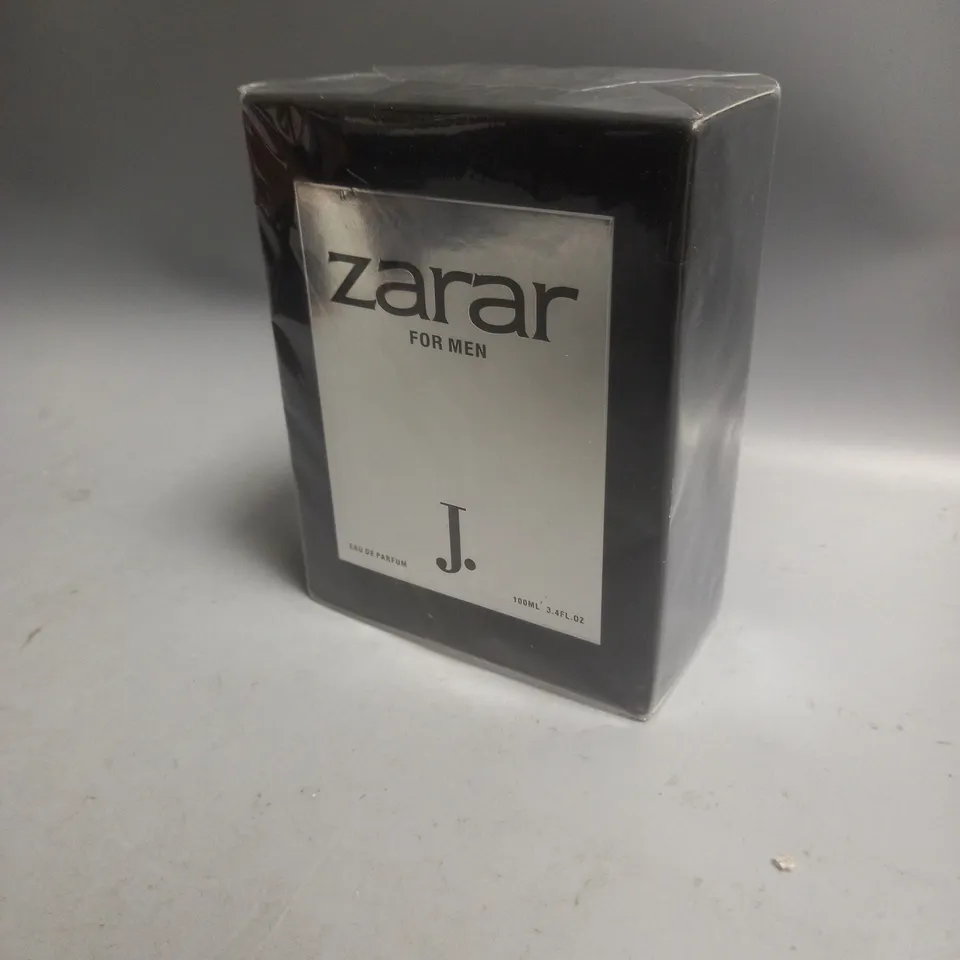 zarar
FOR MEN
J.
EAU DE PARFUM
100ML' 3.4FL.OZ